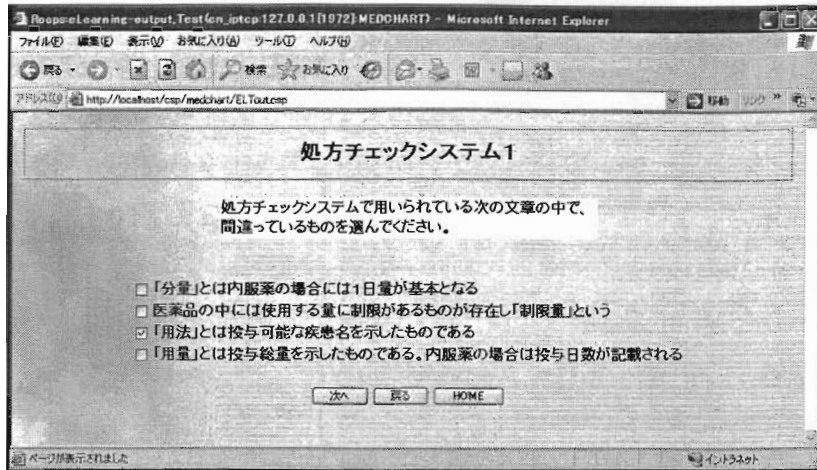 Roops:eLearning-output.Test(cn_iptcp:127.0.0.1[1972]:MEDCHART) - Microsoft Internet Explorer
ファイル(F) 編集(E) 表示(V) お気に入り(A) ツール(T) ヘルプ(H)
戻る 検索 お気に入り
アドレス(D) http://localhost/csp/medchart/ELTout.csp 移動 リンク »
処方チェックシステム1
処方チェックシステムで用いられている次の文章の中で、
間違っているものを選んでください。
「分量」とは内服薬の場合には1日量が基本となる
医薬品の中には使用する量に制限があるものが存在し「制限量」という
「用法」とは投与可能な疾患名を示したものである
「用量」とは投与総量を示したものである。内服薬の場合は投与日数が記載される
次へ 戻る HOME
ページが表示されました イントラネット